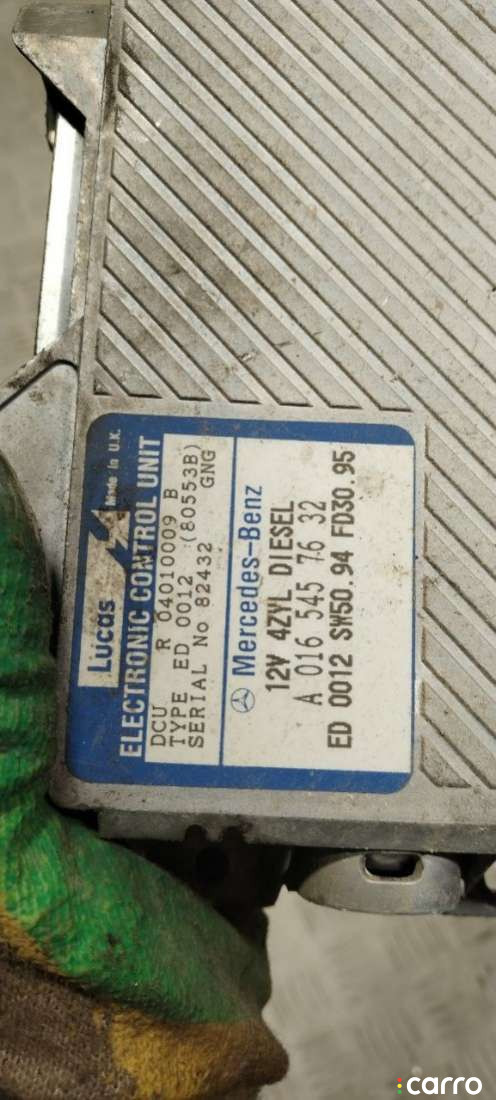 Lucas
Made in U.K.
ELECTRONIC CONTROL UNIT
DCU R 04010009 B
TYPE ED 0012 (80553B)
SERIAL No 82432 GNG
Mercedes-Benz
12V 4ZYL DIESEL
A 016 545 76 32
ED 0012 SW50.94 FD30.95
carro